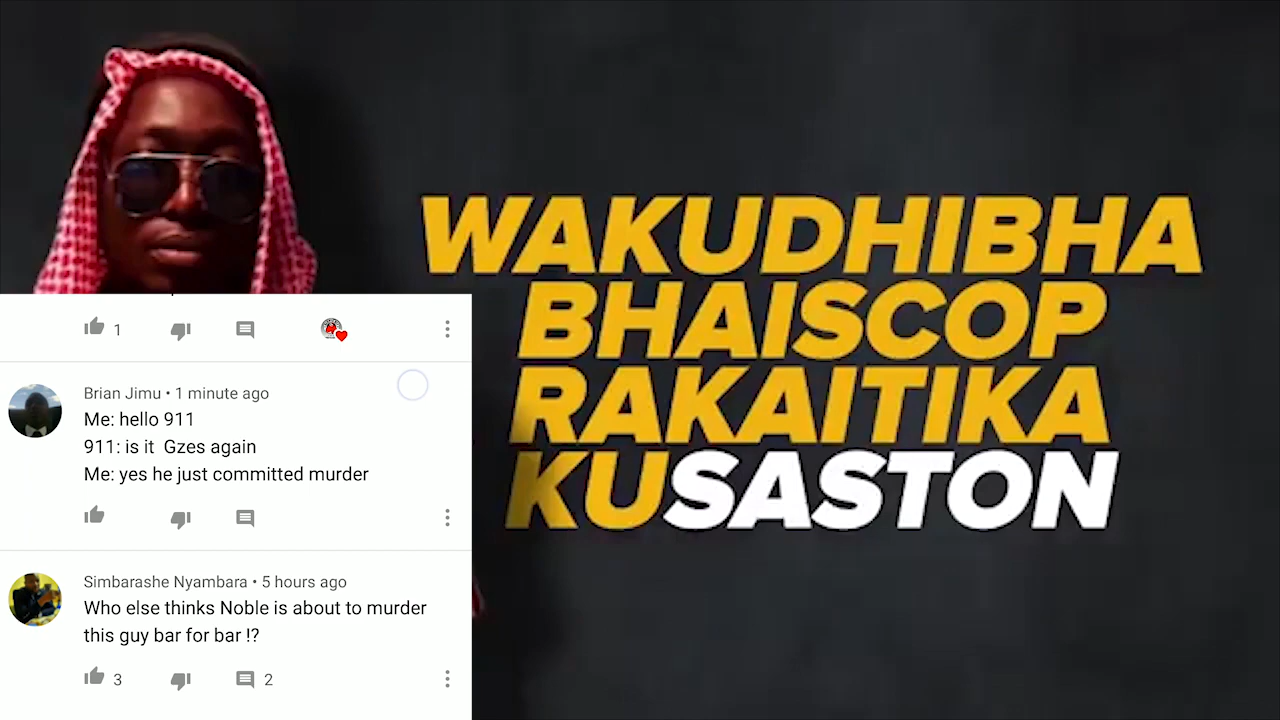 WAKUDHIBHA
BHAISCOP
RAKAITIKA
KUSASTON
1
Brian Jimu • 1 minute ago
Me: hello 911
911: is it Gzes again
Me: yes he just committed murder
Simbarashe Nyambara • 5 hours ago
Who else thinks Noble is about to murder
this guy bar for bar !?
3 2